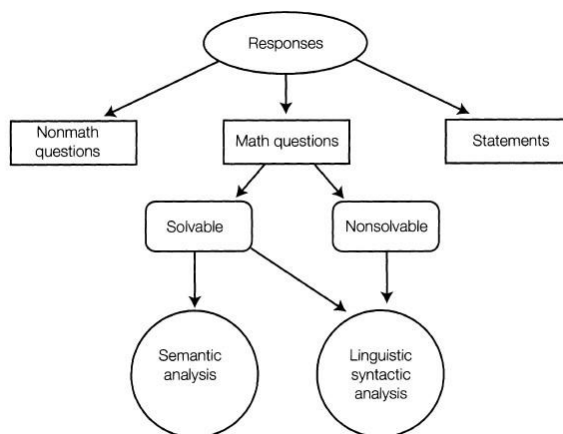 Responses
Nonmath
questions
Math questions
Statements
Solvable
Nonsolvable
Semantic
analysis
Linguistic
syntactic
analysis